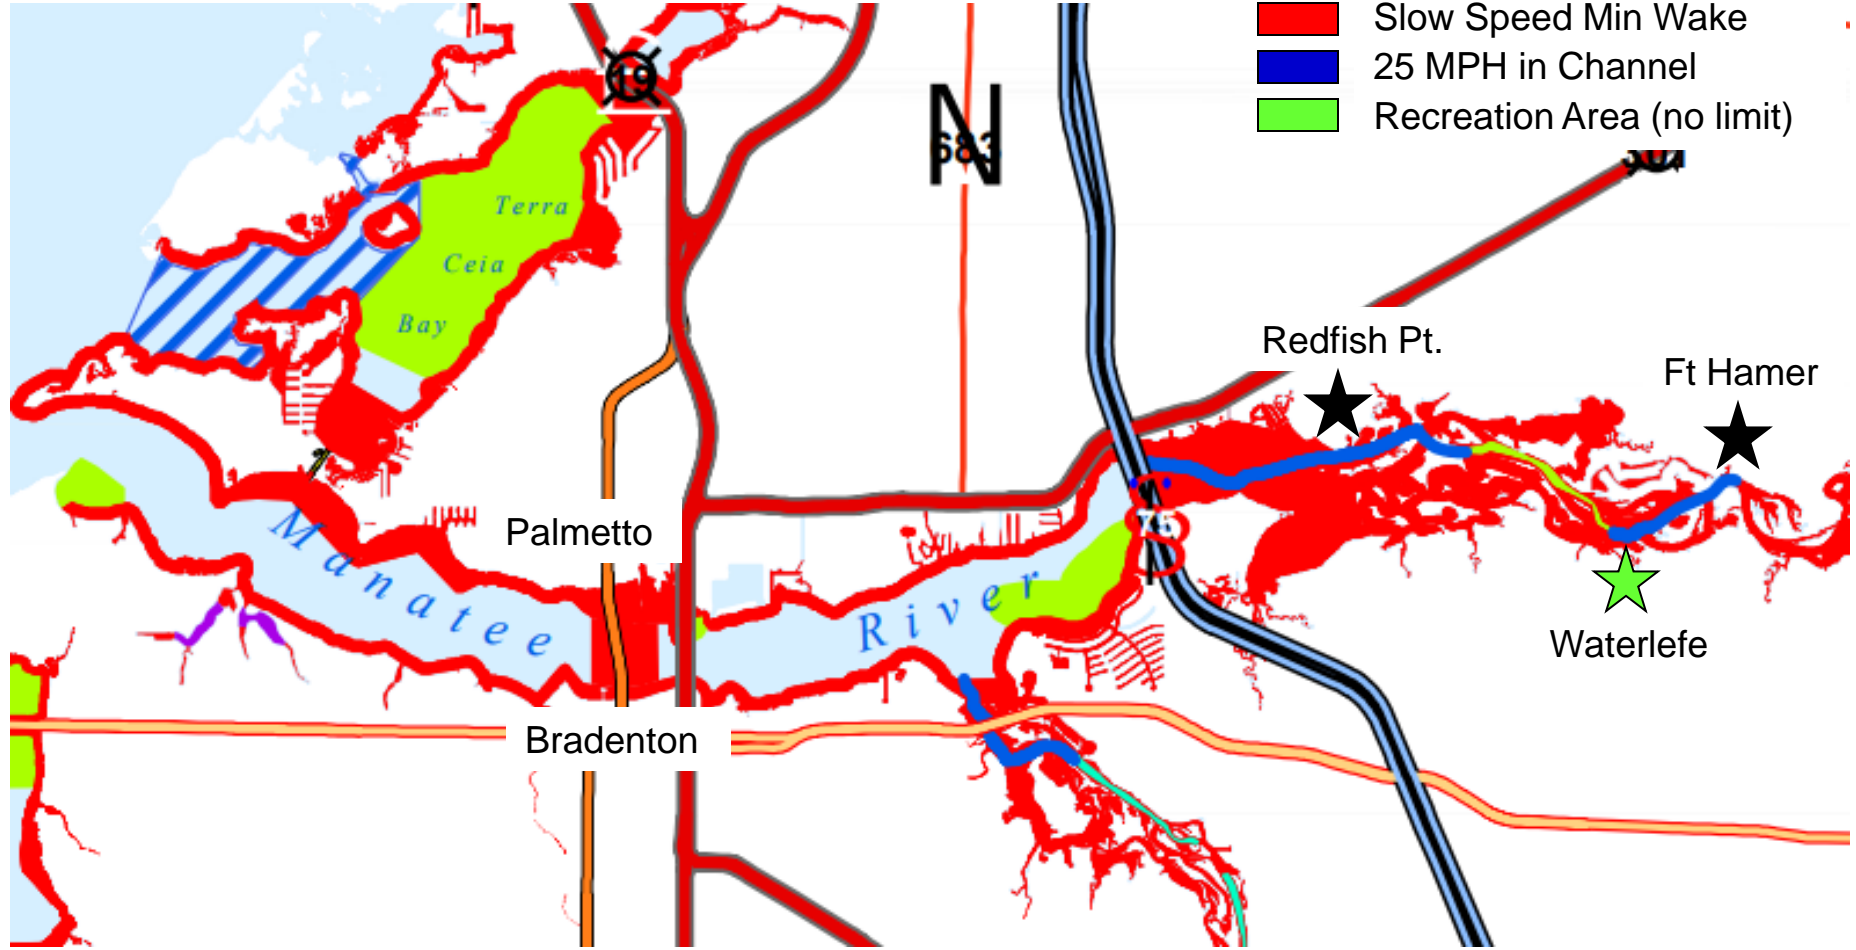 Slow Speed Min Wake
25 MPH in Channel
Recreation Area (no limit)
19
N
683
Terra
Ceia
Bay
Redfish Pt.
Ft Hamer
Palmetto
Manatee
River
75
Waterlefe
Bradenton